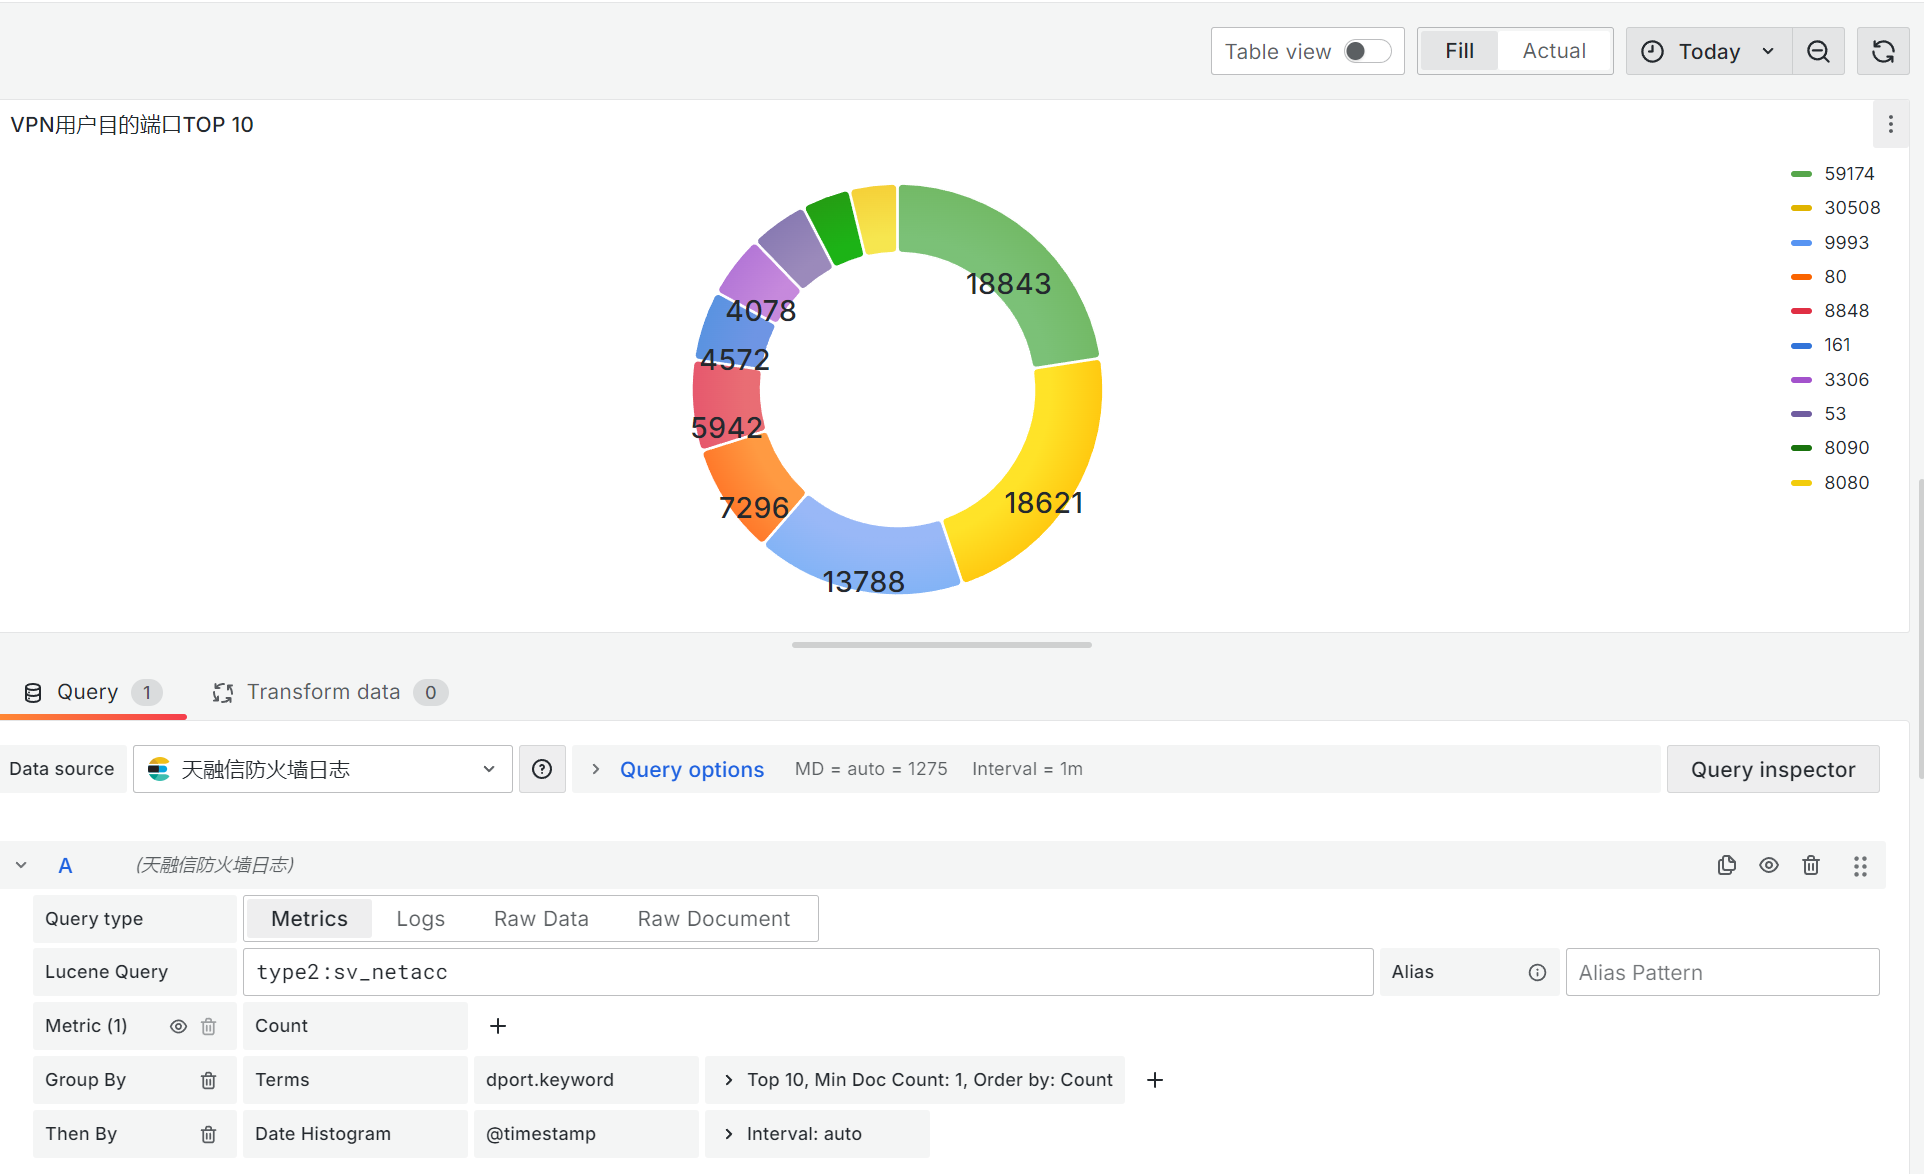 Table view
Fill
Actual
Today
VPN用户目的端口TOP 10
59174
30508
9993
80
8848
161
3306
53
8090
8080
18843
18621
13788
7296
5942
4572
4078
Query 1
Transform data 0
Data source
天融信防火墙日志
Query options
MD = auto = 1275
Interval = 1m
Query inspector
A
(天融信防火墙日志)
Query type
Metrics
Logs
Raw Data
Raw Document
Lucene Query
type2:sv_netacc
Alias
Alias Pattern
Metric (1)
Count
Group By
Terms
dport.keyword
Top 10, Min Doc Count: 1, Order by: Count
Then By
Date Histogram
@timestamp
Interval: auto